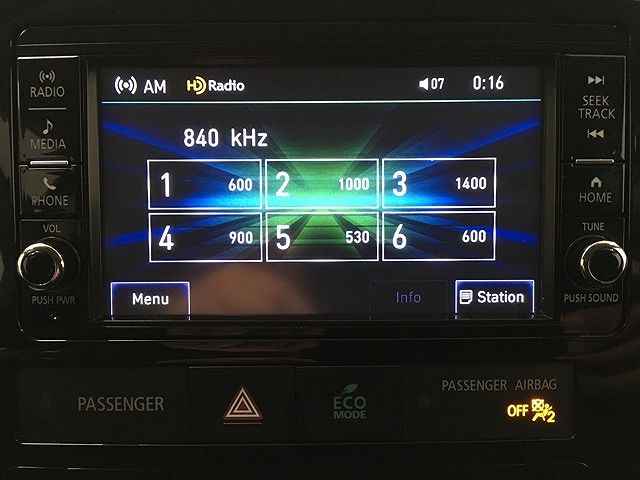 RADIO
MEDIA
PHONE
VOL
PUSH PWR
AM HD Radio 07 0:16
840 kHz
1 600 2 1000 3 1400
4 900 5 530 6 600
Menu Info Station
SEEK
TRACK
HOME
TUNE
PUSH SOUND
PASSENGER
ECO
MODE
PASSENGER AIRBAG
OFF 2